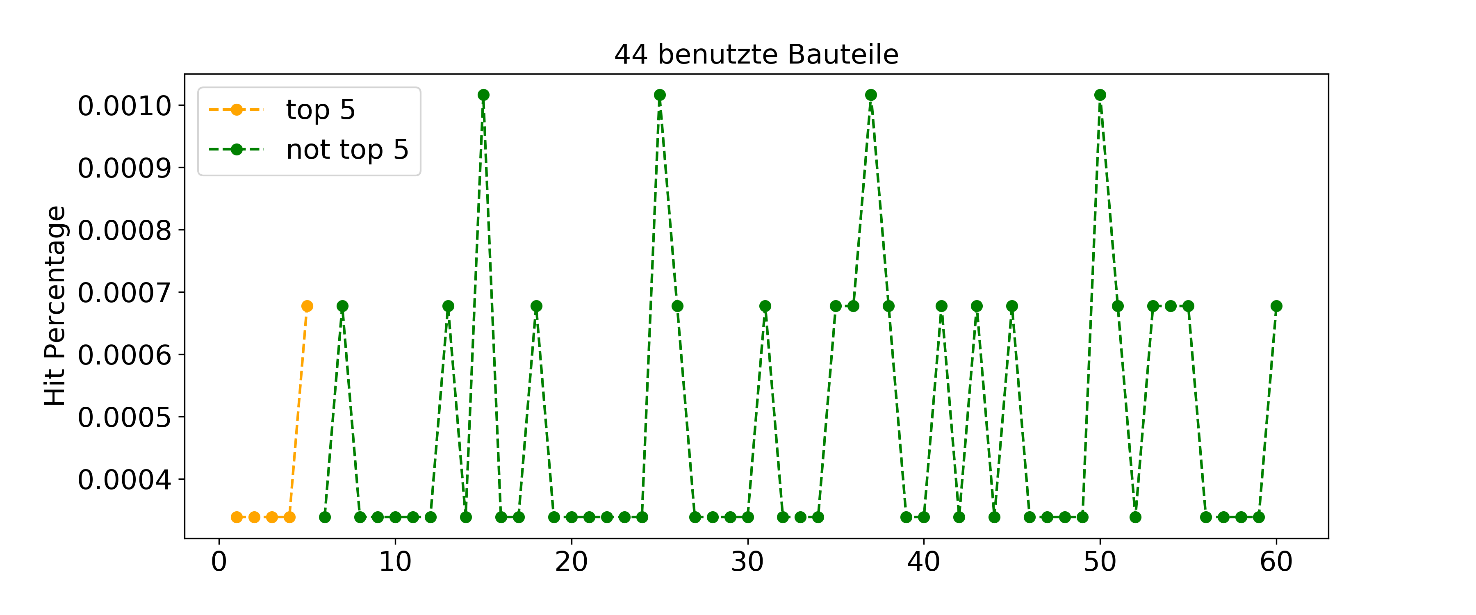 44 benutzte Bauteile
top 5
not top 5
Hit Percentage
0.0010
0.0009
0.0008
0.0007
0.0006
0.0005
0.0004
0 10 20 30 40 50 60